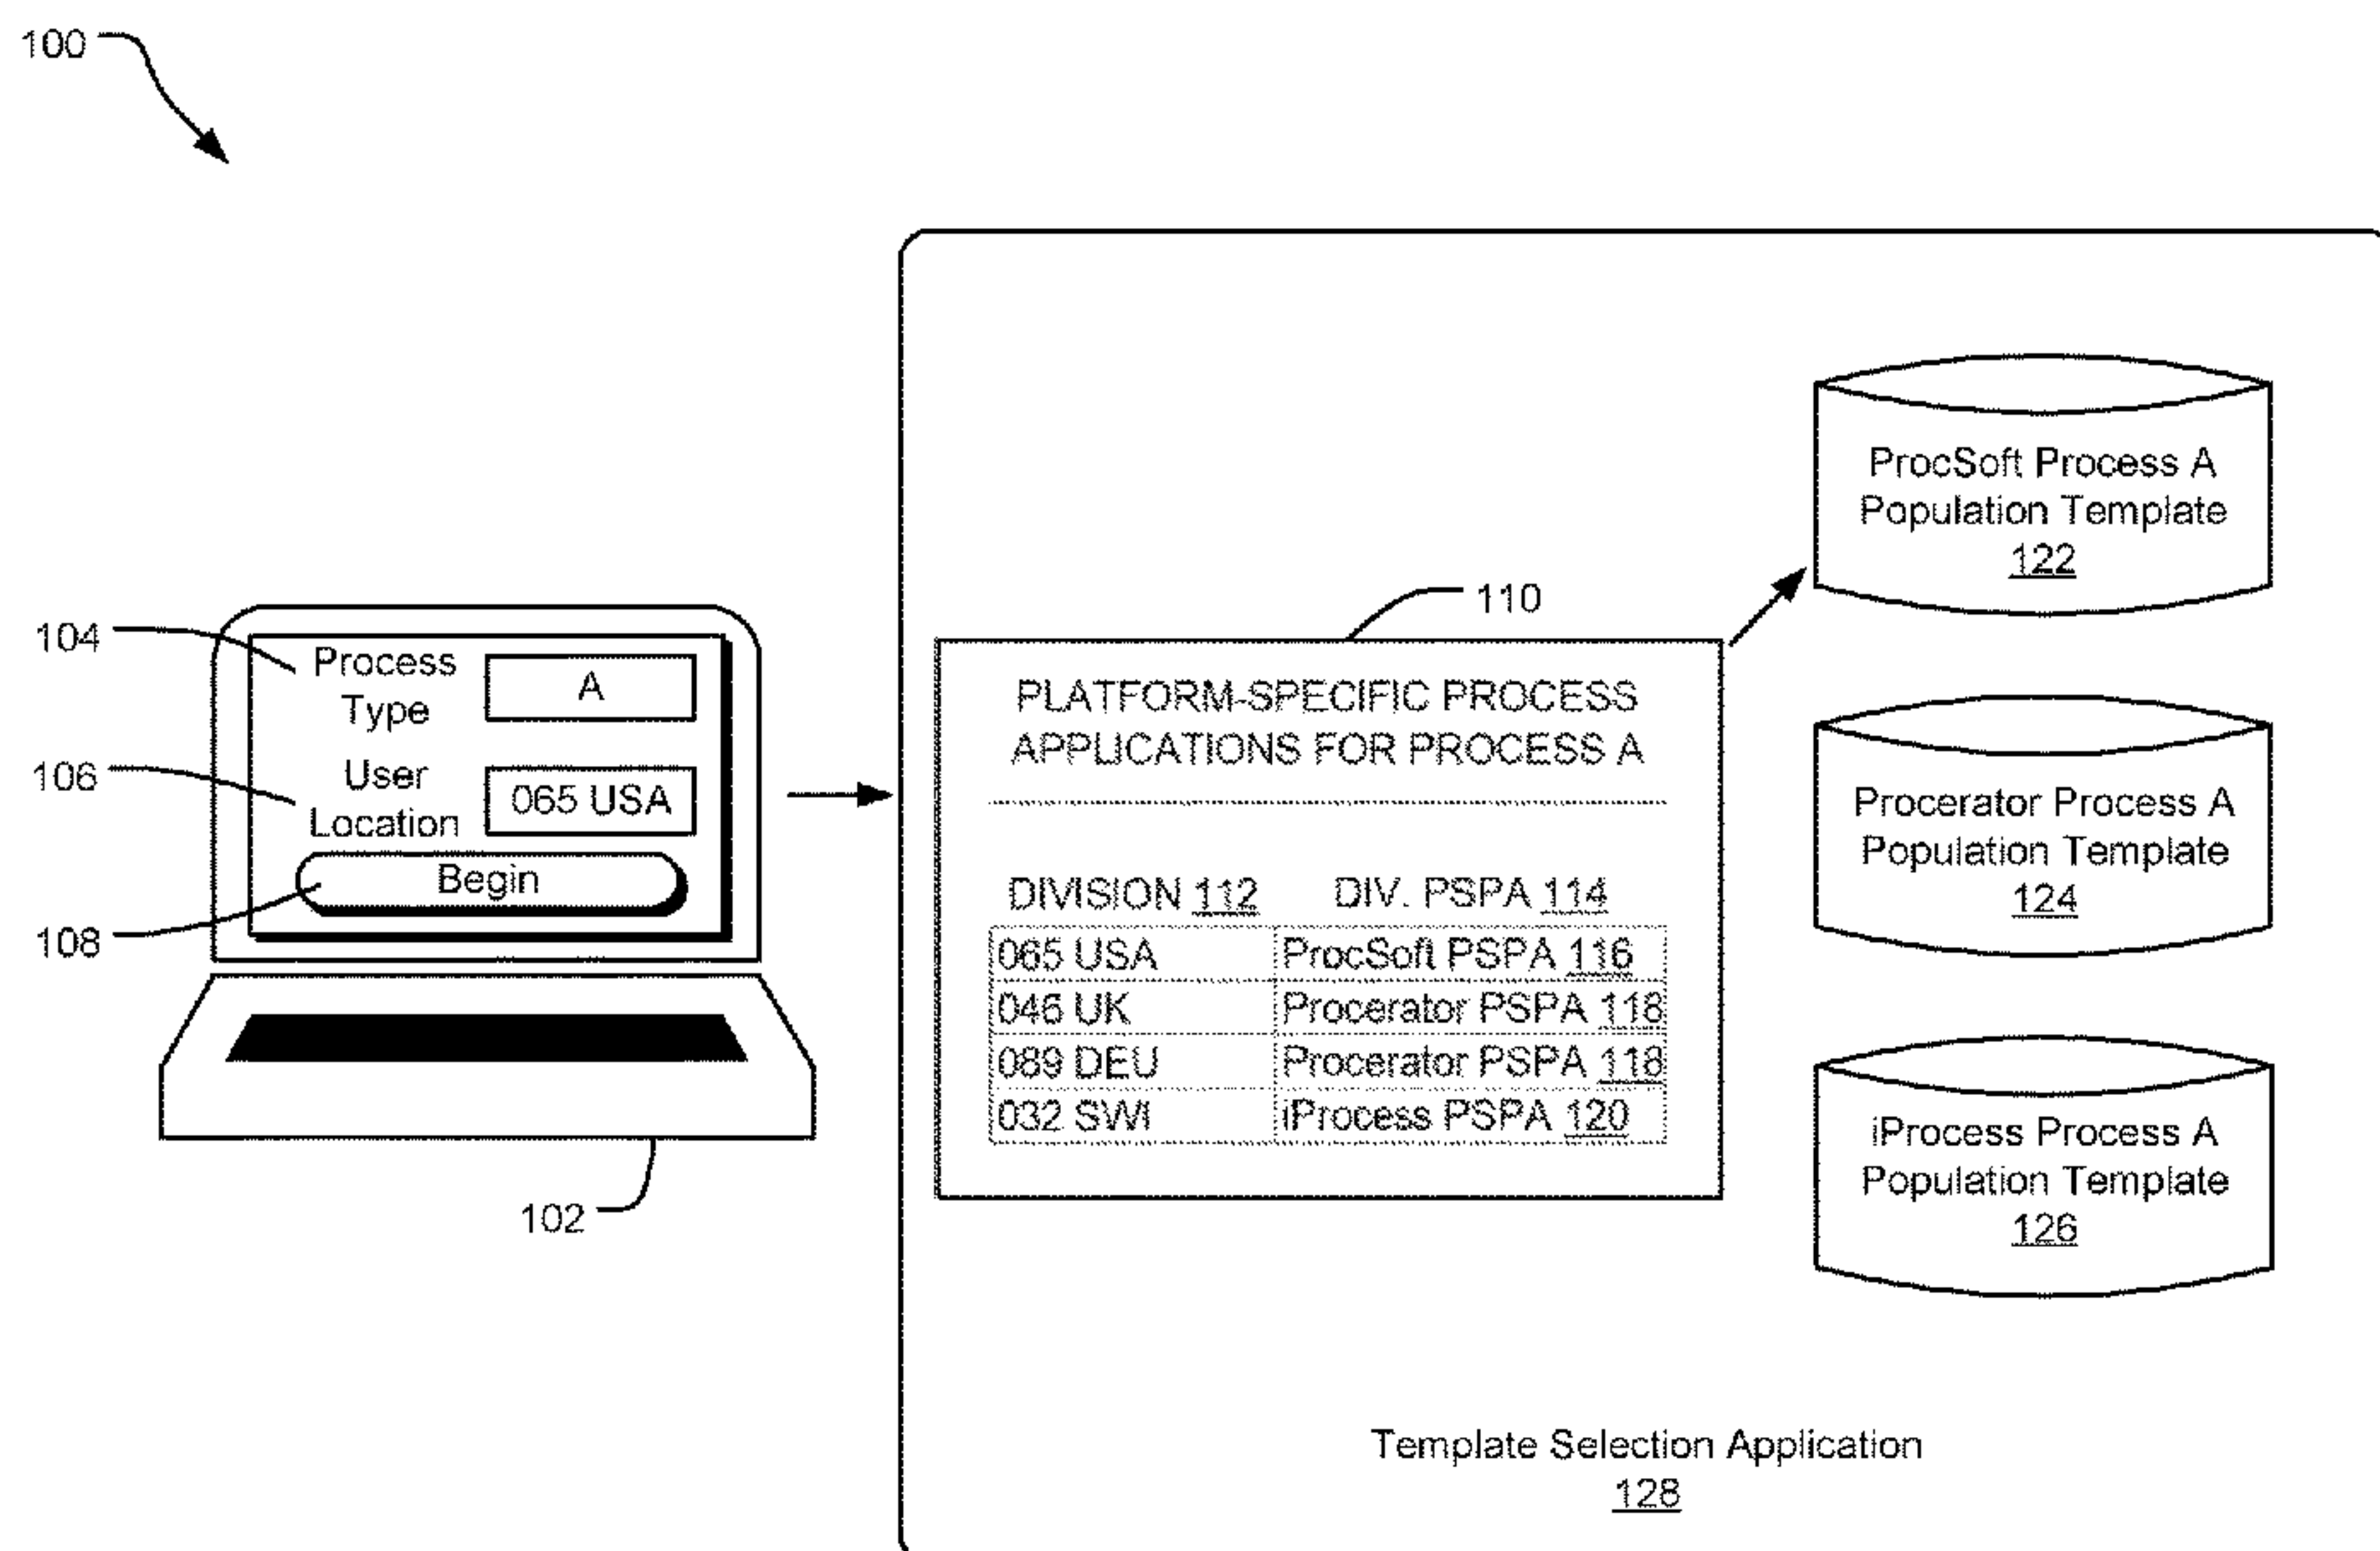 100
104
Process
Type
A
106
User
Location
065 USA
108
Begin
102
110
PLATFORM-SPECIFIC PROCESS
APPLICATIONS FOR PROCESS A
DIVISION 112 DIV. PSPA 114
065 USA ProcSoft PSPA 116
046 UK Procerator PSPA 118
089 DEU Procerator PSPA 118
032 SWI iProcess PSPA 120
ProcSoft Process A
Population Template
122
Procerator Process A
Population Template
124
iProcess Process A
Population Template
126
Template Selection Application
128